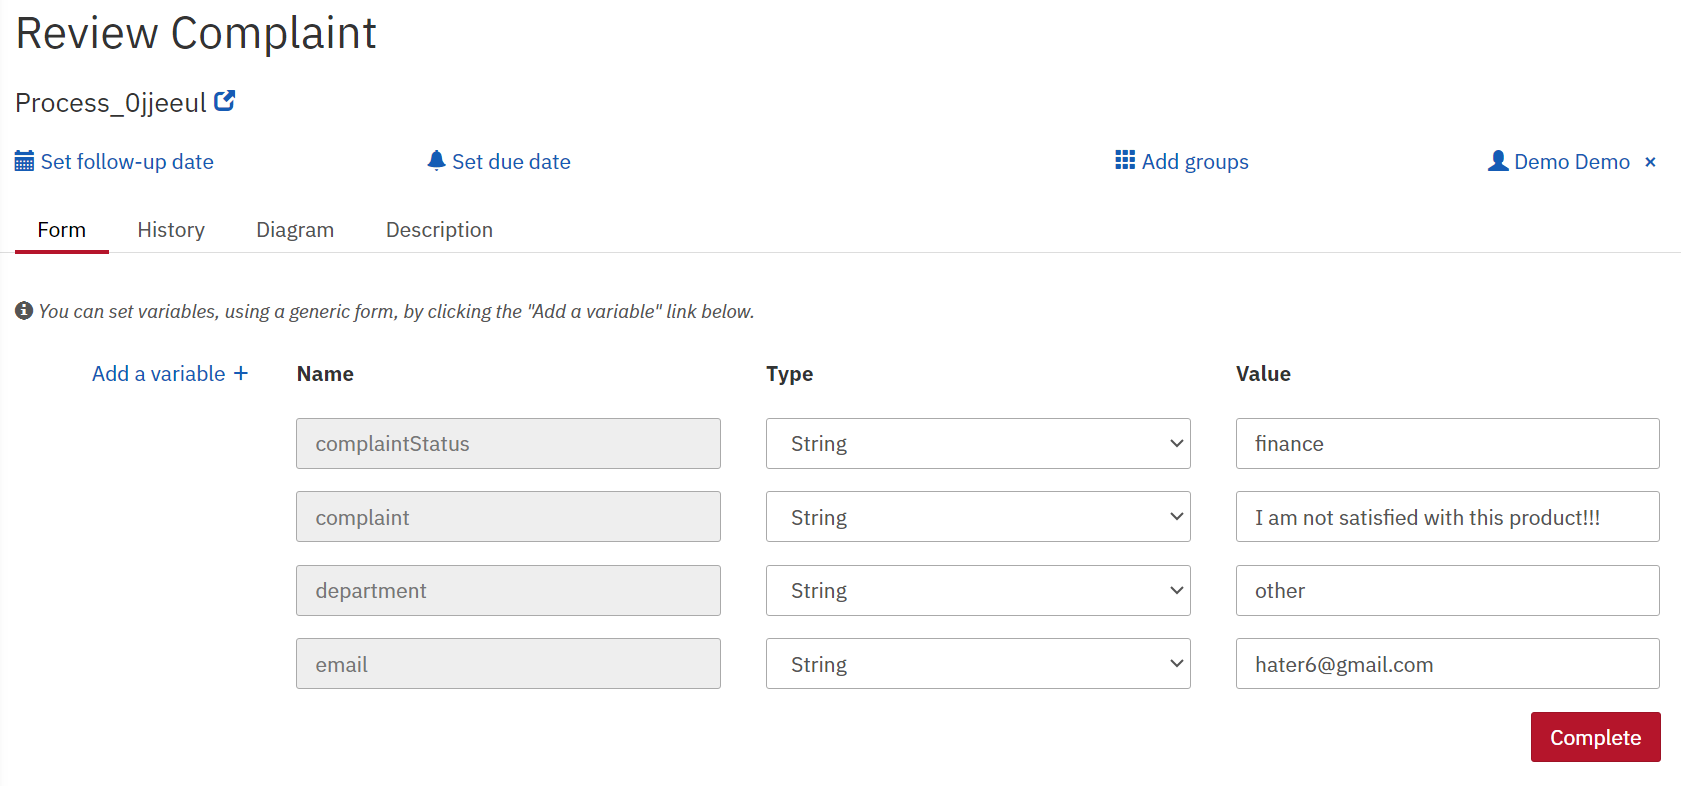 Review Complaint
Process_0jjeeul
Set follow-up date Set due date Add groups Demo Demo ×
Form History Diagram Description
You can set variables, using a generic form, by clicking the "Add a variable" link below.
Add a variable + Name Type Value
complaintStatus String finance
complaint String I am not satisfied with this product!!!
department String other
email String hater6@gmail.com
Complete